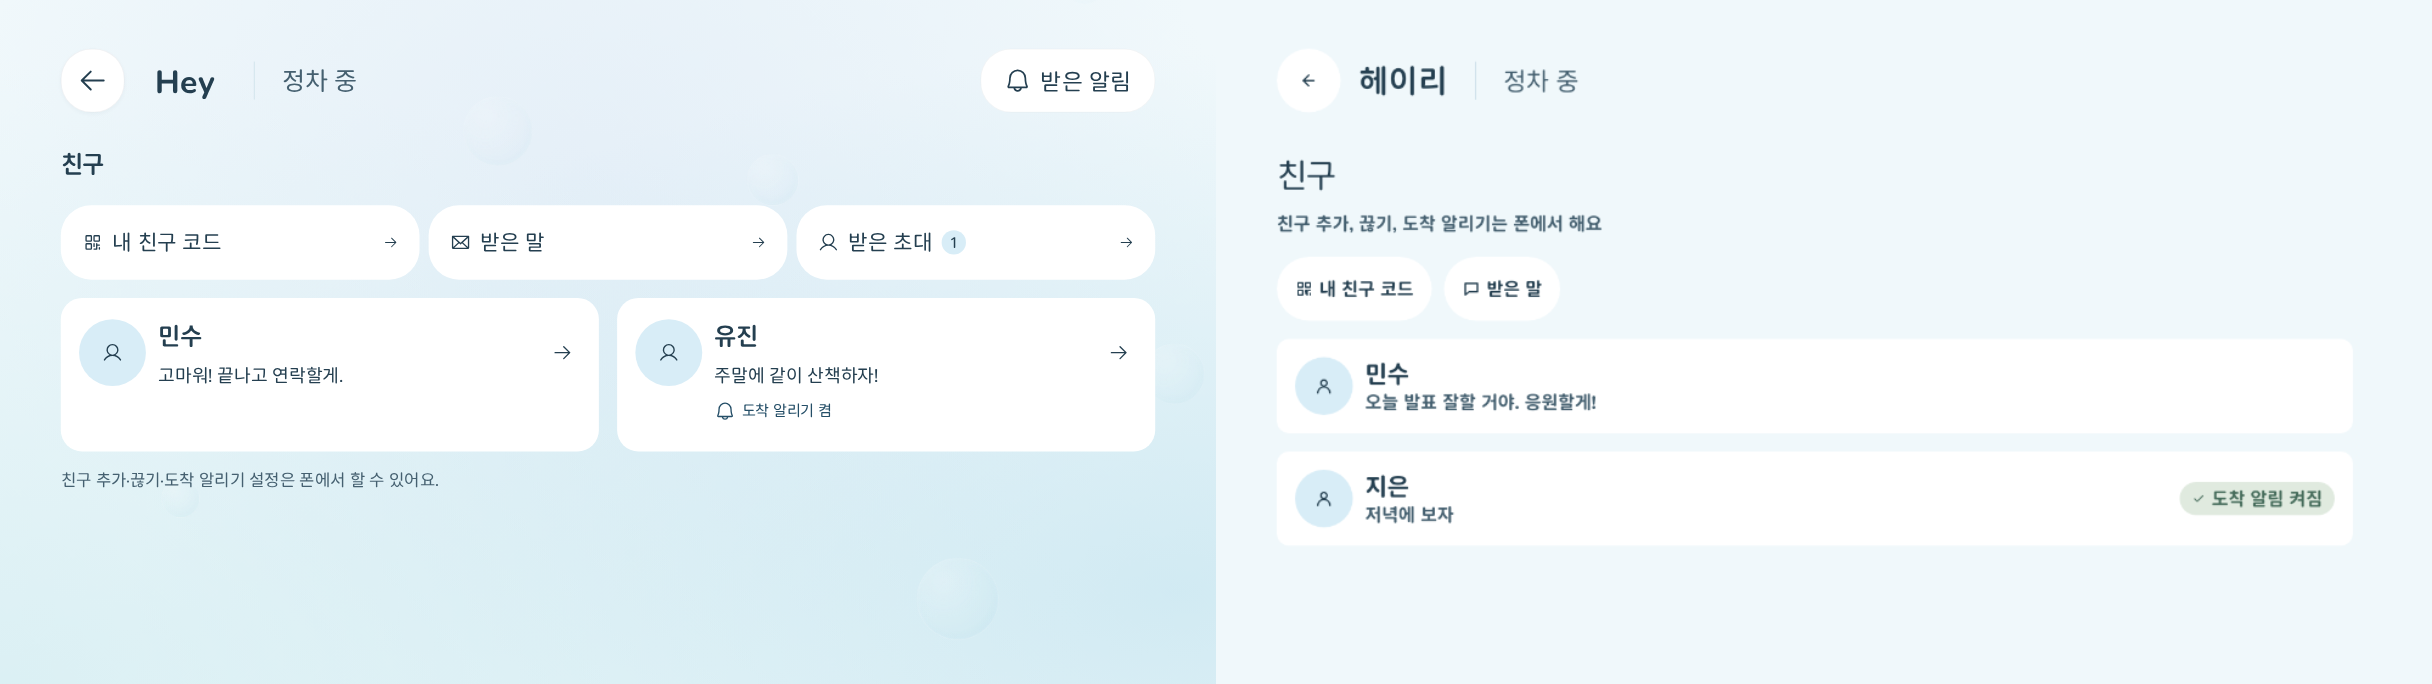 Hey
정차 중
받은 알림
친구
내 친구 코드
받은 말
받은 초대 1
민수
고마워! 끝나고 연락할게.
유진
주말에 같이 산책하자!
도착 알리기 켬
친구 추가·끊기·도착 알리기 설정은 폰에서 할 수 있어요.
헤이리
정차 중
친구
친구 추가, 끊기, 도착 알리기는 폰에서 해요
내 친구 코드
받은 말
민수
오늘 발표 잘할 거야. 응원할게!
지은
저녁에 보자
도착 알림 켜짐